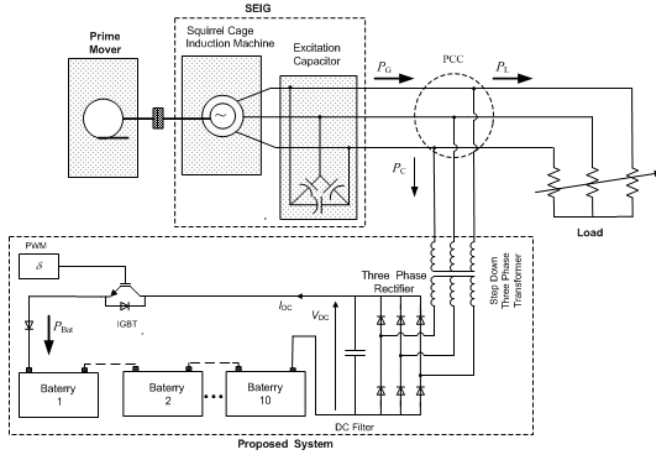 SEIG
Prime
Mover
Squirrel Cage
Induction Machine
Excitation
Capacitor
PCC
PG
PL
~
PC
Load
PWM
δ
IGBT
PBat
IDC
VDC
Three Phase
Rectifier
Step Down
Three Phase
Transformer
Baterry
1
Baterry
2
Baterry
10
DC Filter
Proposed System